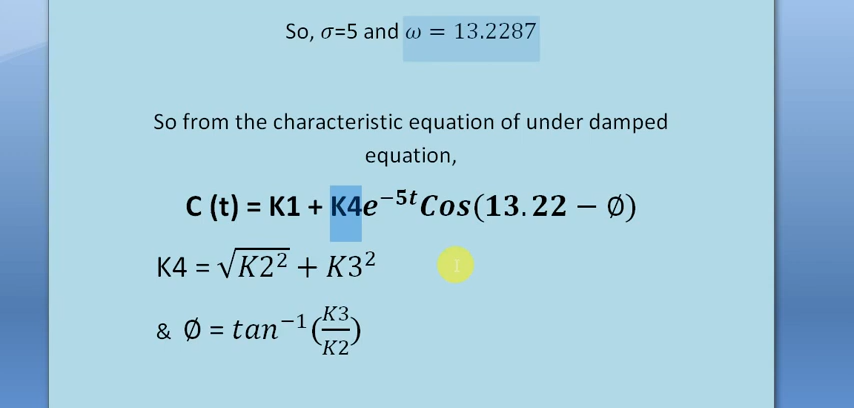 So, σ=5 and ω = 13.2287
So from the characteristic equation of under damped
equation,
C (t) = K1 + K4e^{−5t}Cos(13.22 − ∅)
K4 = √K2² + K3²
& ∅ = tan⁻¹(K3/K2)